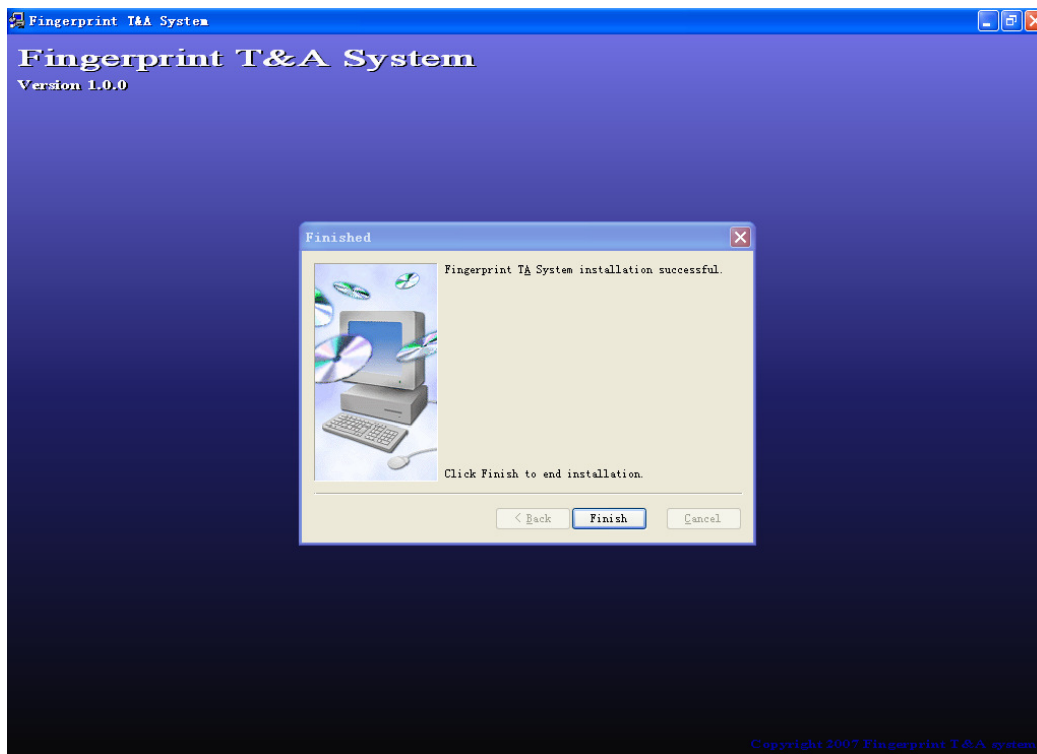 Fingerprint T&A System
Fingerprint T&A System
Version 1.0.0
Finished
Fingerprint TA System installation successful.
Click Finish to end installation.
< Back
Finish
Cancel
Copyright 2007 Fingerprint T&A system